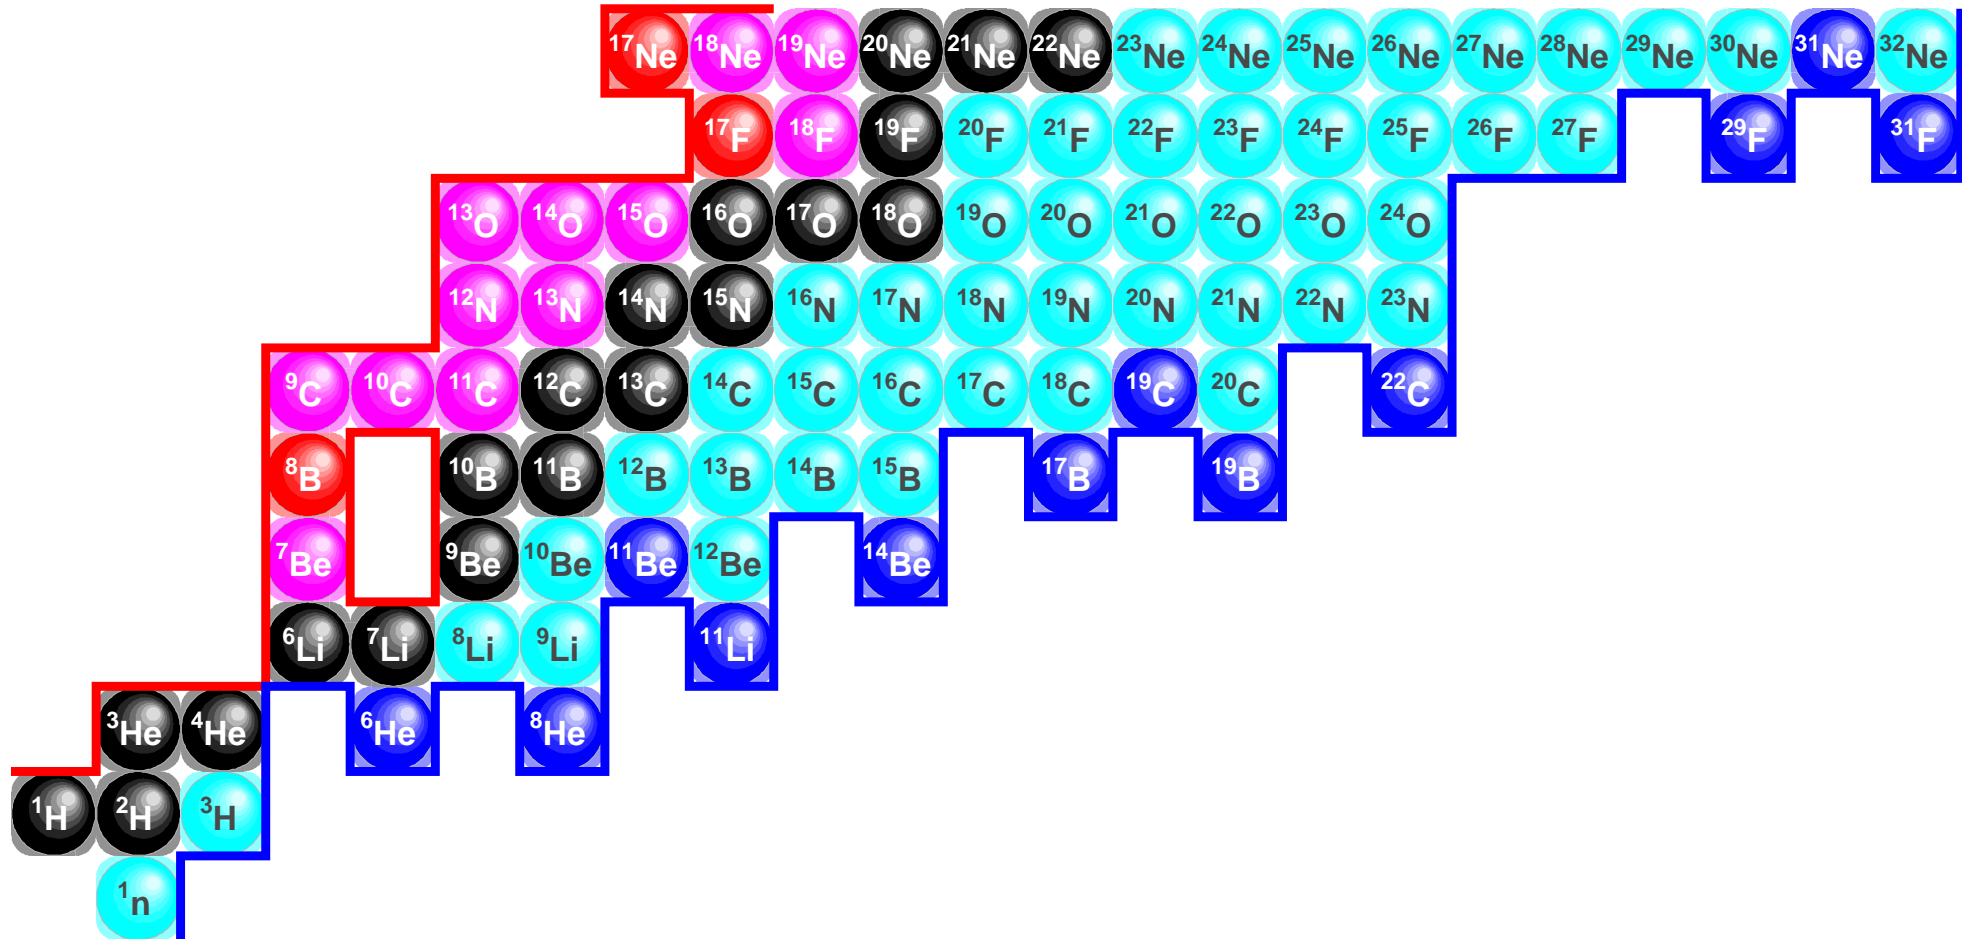 17Ne 18Ne 19Ne 20Ne 21Ne 22Ne 23Ne 24Ne 25Ne 26Ne 27Ne 28Ne 29Ne 30Ne 31Ne 32Ne
17F 18F 19F 20F 21F 22F 23F 24F 25F 26F 27F 29F 31F
13O 14O 15O 16O 17O 18O 19O 20O 21O 22O 23O 24O
12N 13N 14N 15N 16N 17N 18N 19N 20N 21N 22N 23N
9C 10C 11C 12C 13C 14C 15C 16C 17C 18C 19C 20C 22C
8B 10B 11B 12B 13B 14B 15B 17B 19B
7Be 9Be 10Be 11Be 12Be 14Be
6Li 7Li 8Li 9Li 11Li
3He 4He 6He 8He
1H 2H 3H
1n